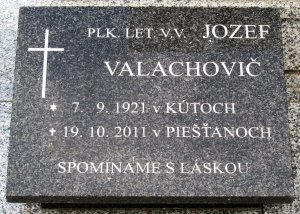 PLK. LET. V.V. JOZEF
VALACHOVIČ
* 7. 9. 1921 v KÚTOCH
✝ 19. 10. 2011 v PIEŠŤANOCH
SPOMÍNAME S LÁSKOU